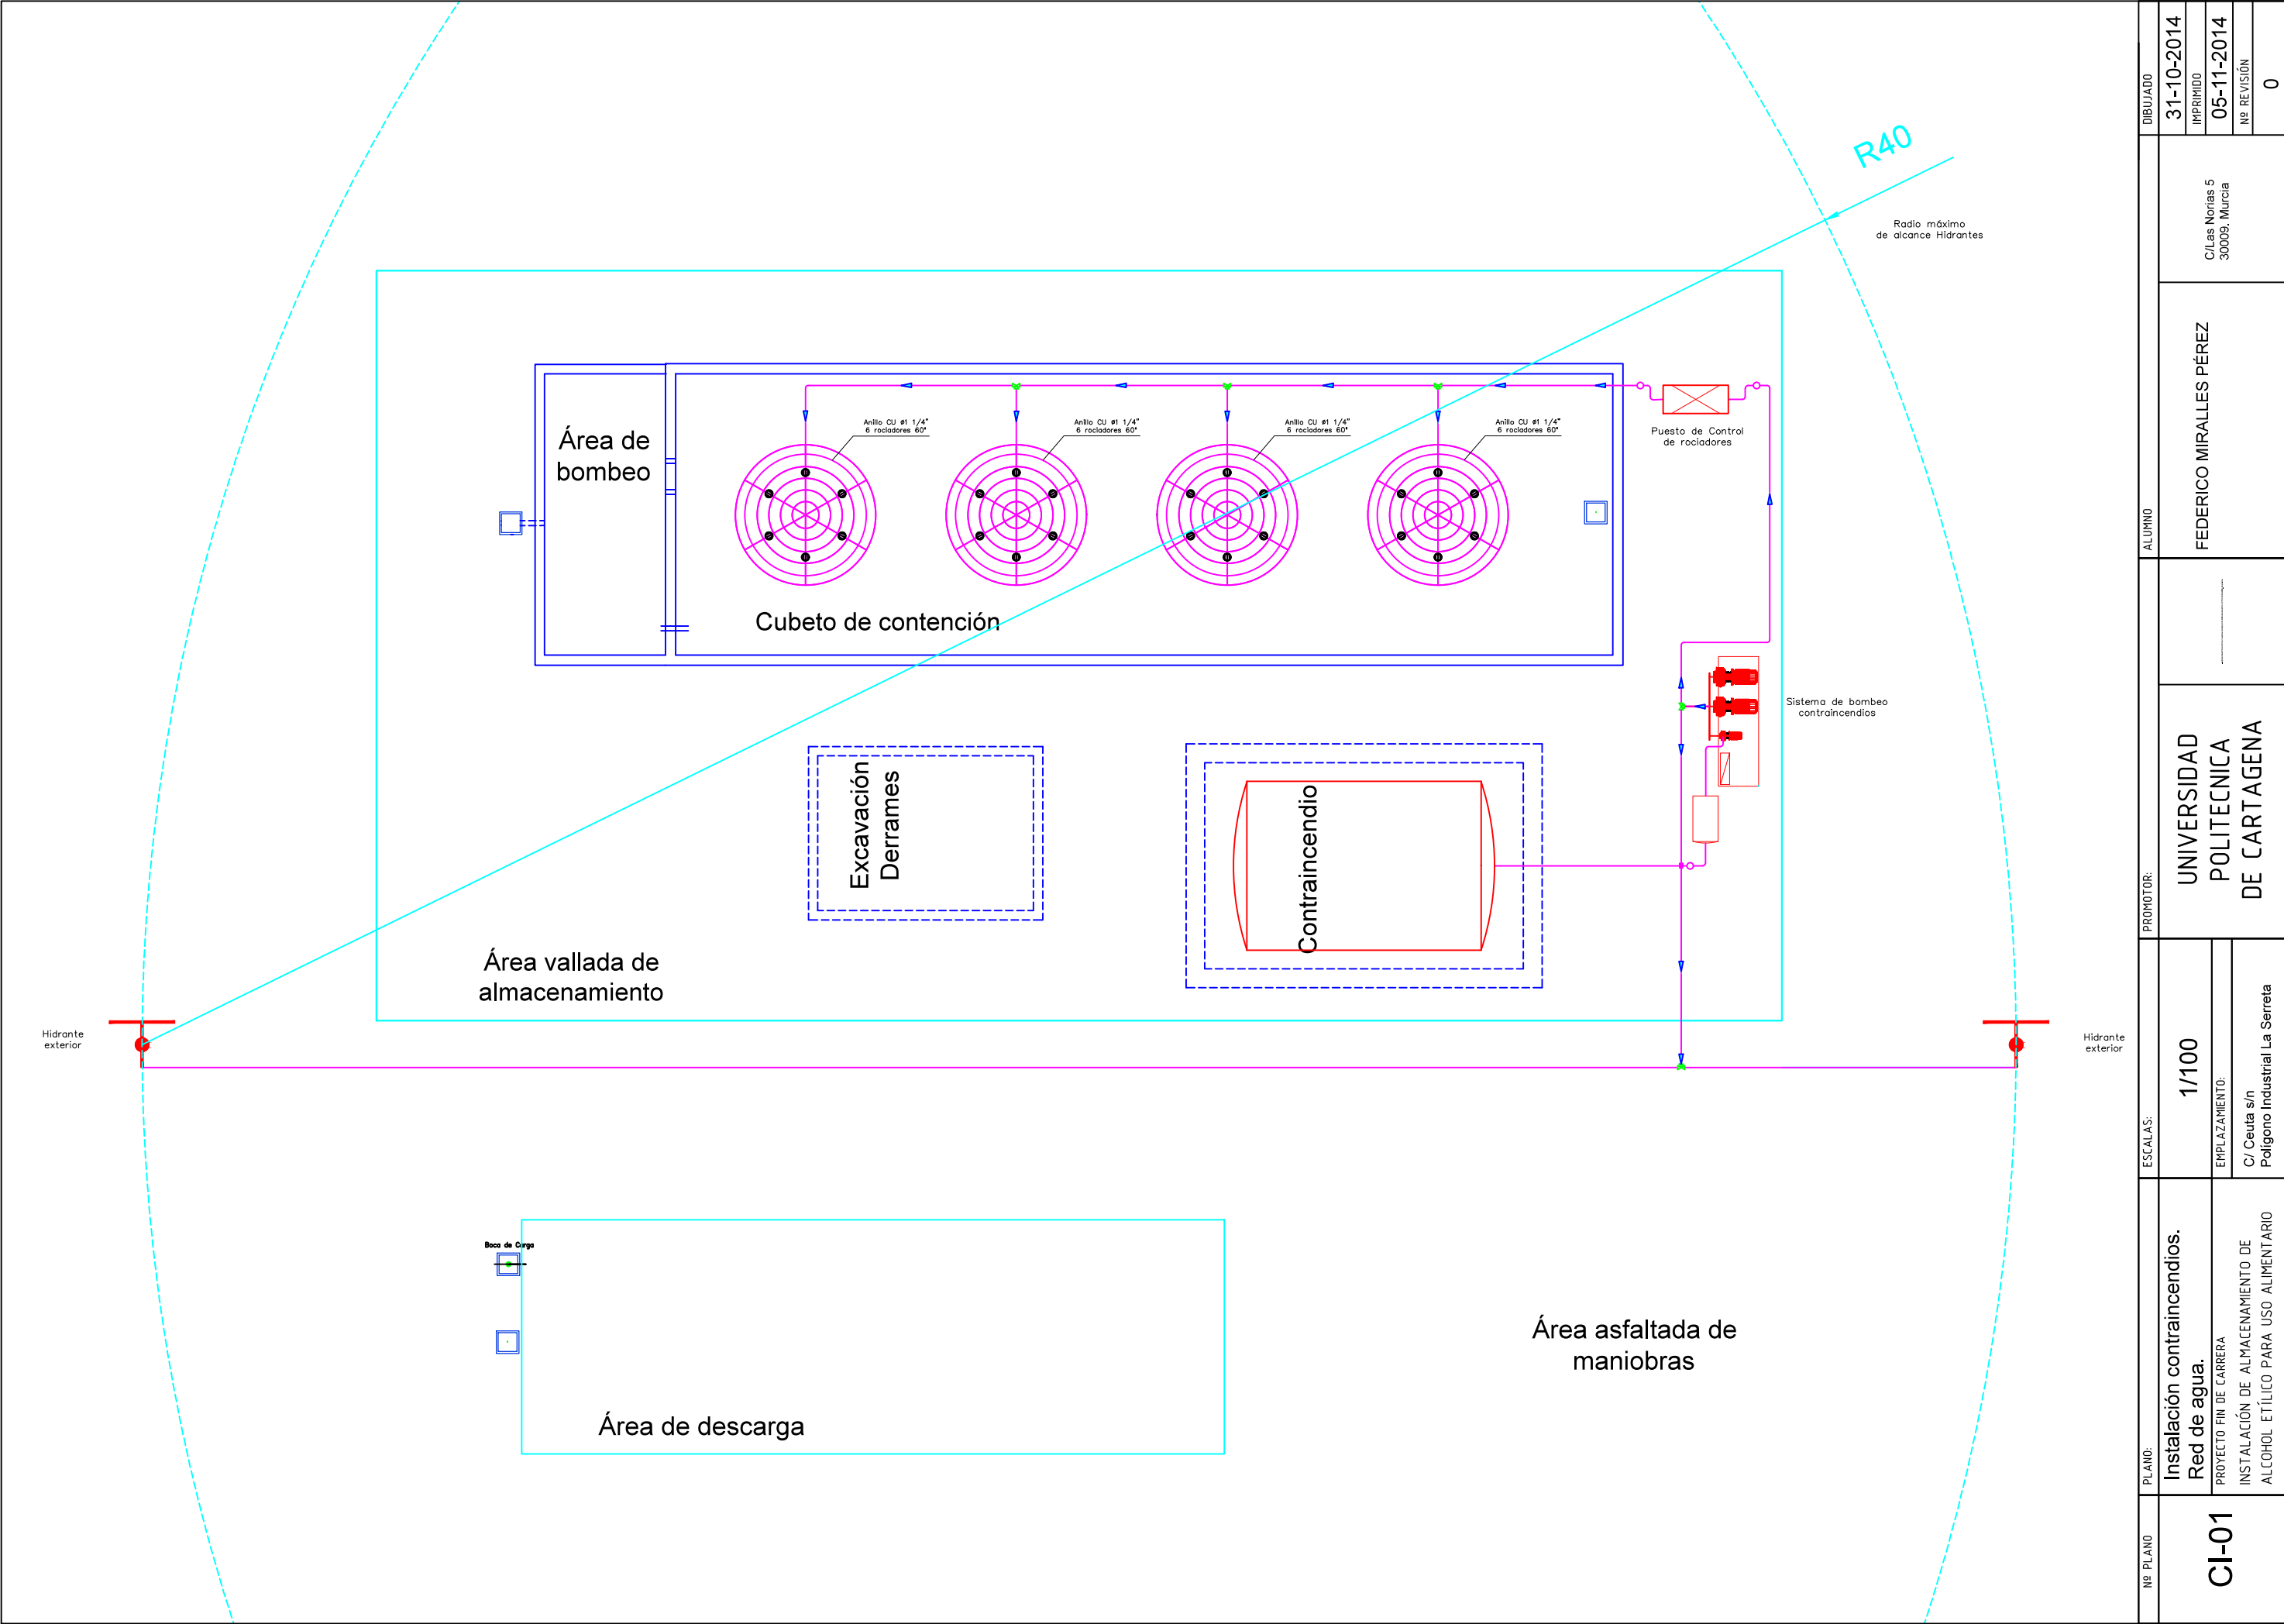 R40
Radio máximo
de alcance Hidrantes
Área de
bombeo
Anillo CU ø1 1/4"
6 rociadores 60°
Anillo CU ø1 1/4"
6 rociadores 60°
Anillo CU ø1 1/4"
6 rociadores 60°
Anillo CU ø1 1/4"
6 rociadores 60°
Puesto de Control
de rociadores
Cubeto de contención
Sistema de bombeo
contraincendios
Excavación
Derrames
Contraincendio
Área vallada de
almacenamiento
Hidrante
exterior
Hidrante
exterior
Boca de Carga
Área de descarga
Área asfaltada de
maniobras
Nº PLANO
CI-01
PLANO:
Instalación contraincendios.
Red de agua.
PROYECTO FIN DE CARRERA
INSTALACIÓN DE ALMACENAMIENTO DE
ALCOHOL ETÍLICO PARA USO ALIMENTARIO
ESCALAS:
1/100
EMPLAZAMIENTO:
C/ Ceuta s/n
Polígono Industrial La Serreta
PROMOTOR:
UNIVERSIDAD
POLITECNICA
DE CARTAGENA
ALUMNO
FEDERICO MIRALLES PÉREZ
C/Las Norias 5
30009. Murcia
DIBUJADO
31-10-2014
IMPRIMIDO
05-11-2014
Nº REVISIÓN
0